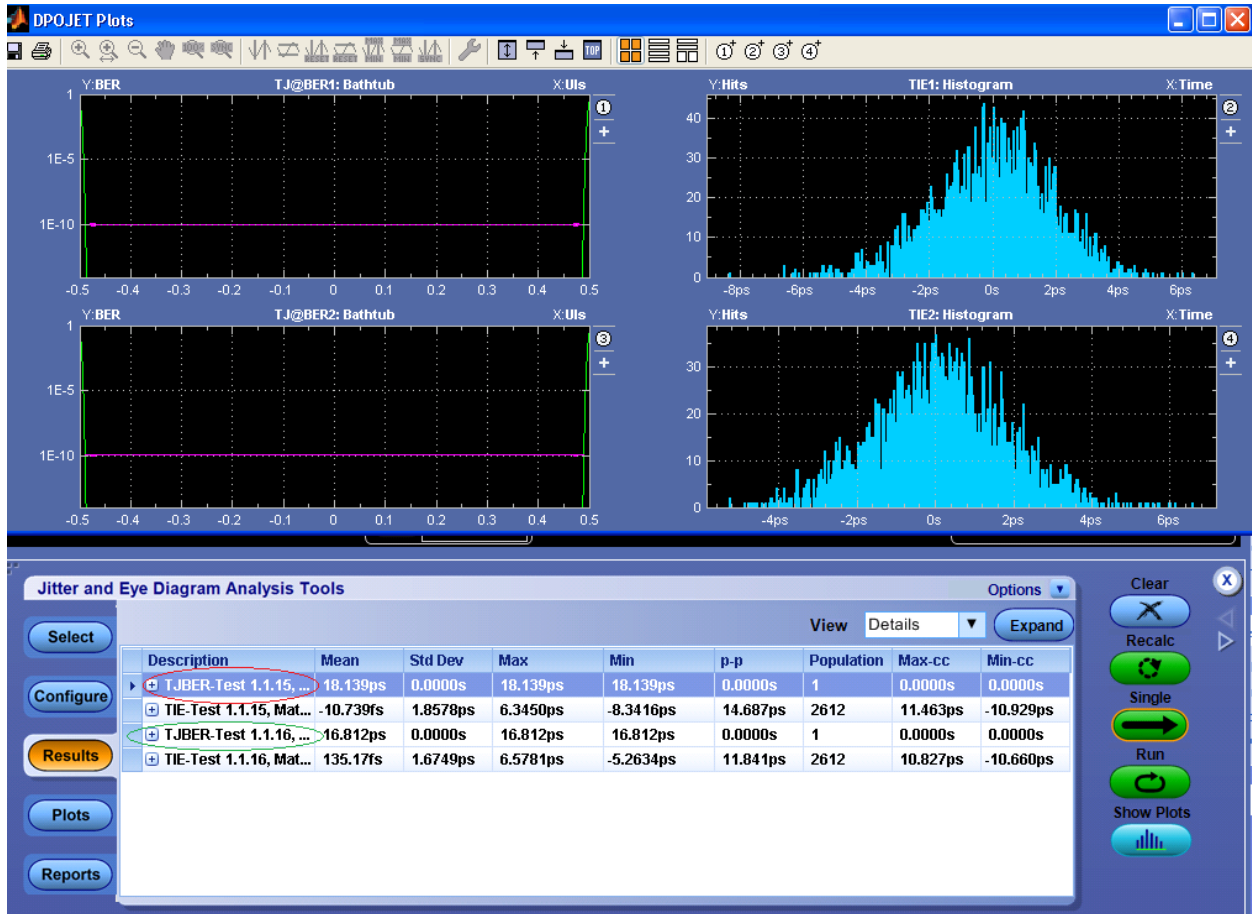 DPOJET Plots
TOP
1 2 3 4
Y:BER TJ@BER1: Bathtub X:UIs
1
1E-5
1E-10
-0.5 -0.4 -0.3 -0.2 -0.1 0 0.1 0.2 0.3 0.4 0.5
1
+
Y:Hits TIE1: Histogram X:Time
40
30
20
10
0
-8ps -6ps -4ps -2ps 0s 2ps 4ps 6ps
2
+
Y:BER TJ@BER2: Bathtub X:UIs
1
1E-5
1E-10
-0.5 -0.4 -0.3 -0.2 -0.1 0 0.1 0.2 0.3 0.4 0.5
3
+
Y:Hits TIE2: Histogram X:Time
30
20
10
0
-4ps -2ps 0s 2ps 4ps 6ps
4
+
Jitter and Eye Diagram Analysis Tools
Options
X
Select
Configure
Results
Plots
Reports
View Details Expand
Description Mean Std Dev Max Min p-p Population Max-cc Min-cc
TJBER-Test 1.1.15, ... 18.139ps 0.0000s 18.139ps 18.139ps 0.0000s 1 0.0000s 0.0000s
TIE-Test 1.1.15, Mat... -10.739fs 1.8578ps 6.3450ps -8.3416ps 14.687ps 2612 11.463ps -10.929ps
TJBER-Test 1.1.16, ... 16.812ps 0.0000s 16.812ps 16.812ps 0.0000s 1 0.0000s 0.0000s
TIE-Test 1.1.16, Mat... 135.17fs 1.6749ps 6.5781ps -5.2634ps 11.841ps 2612 10.827ps -10.660ps
Clear
Recalc
Single
Run
Show Plots